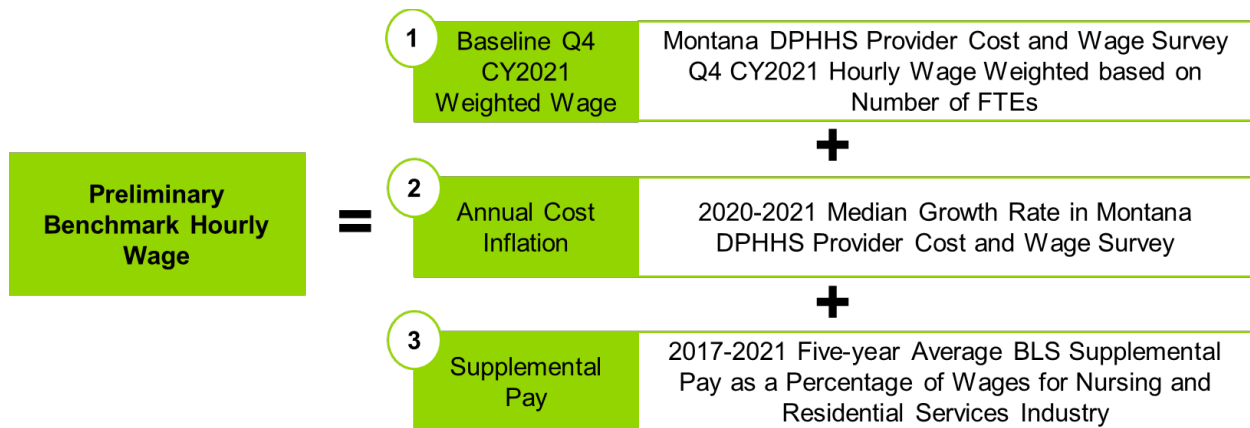 1
Baseline Q4
CY2021
Weighted Wage
Montana DPHHS Provider Cost and Wage Survey
Q4 CY2021 Hourly Wage Weighted based on
Number of FTEs
+
Preliminary
Benchmark Hourly
Wage
=
2
Annual Cost
Inflation
2020-2021 Median Growth Rate in Montana
DPHHS Provider Cost and Wage Survey
+
3
Supplemental
Pay
2017-2021 Five-year Average BLS Supplemental
Pay as a Percentage of Wages for Nursing and
Residential Services Industry